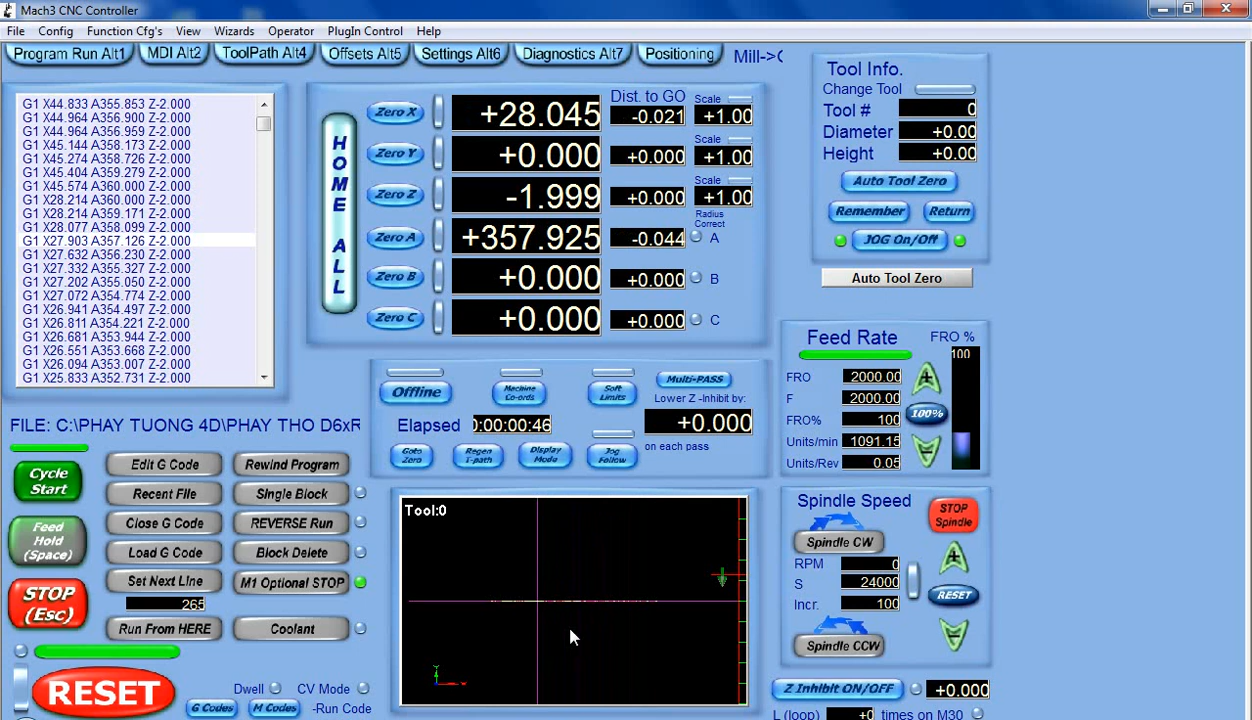 Mach3 CNC Controller
File Config Function Cfg's View Wizards Operator PlugIn Control Help
Program Run Alt1 MDI Alt2 ToolPath Alt4 Offsets Alt5 Settings Alt6 Diagnostics Alt7 Positioning Mill->
G1 X44.833 A355.853 Z-2.000
G1 X44.964 A356.900 Z-2.000
G1 X44.964 A356.959 Z-2.000
G1 X45.144 A358.173 Z-2.000
G1 X45.274 A358.726 Z-2.000
G1 X45.404 A359.279 Z-2.000
G1 X45.574 A360.000 Z-2.000
G1 X28.214 A360.000 Z-2.000
G1 X28.214 A359.171 Z-2.000
G1 X28.077 A358.099 Z-2.000
G1 X27.903 A357.126 Z-2.000
G1 X27.632 A356.230 Z-2.000
G1 X27.332 A355.327 Z-2.000
G1 X27.202 A355.050 Z-2.000
G1 X27.072 A354.774 Z-2.000
G1 X26.941 A354.497 Z-2.000
G1 X26.811 A354.221 Z-2.000
G1 X26.681 A353.944 Z-2.000
G1 X26.551 A353.668 Z-2.000
G1 X26.094 A353.007 Z-2.000
G1 X25.833 A352.731 Z-2.000
HOME ALL
Dist. to GO Scale
Zero X +28.045 -0.021 +1.00
Scale
Zero Y +0.000 +0.000 +1.00
Scale
Zero Z -1.999 +0.000 +1.00
Radius Correct
Zero A +357.925 -0.044 A
Zero B +0.000 +0.000 B
Zero C +0.000 +0.000 C
Tool Info.
Change Tool
Tool # 0
Diameter +0.00
Height +0.00
Auto Tool Zero
Remember Return
JOG On/Off
Auto Tool Zero
Offline Machine Co-ords Soft Limits Multi-PASS
Lower Z -Inhibit by:
Elapsed 0:00:00:46 +0.000
Goto Zero Regen T-path Display Mode Jog Follow on each pass
Feed Rate FRO %
100
FRO 2000.00
F 2000.00
FRO% 100 100%
Units/min 1091.15
Units/Rev 0.05
FILE: C:\PHAY TUONG 4D\PHAY THO D6xR
Cycle Start
Feed Hold (Space)
STOP (Esc)
Edit G Code Rewind Program
Recent File Single Block
Close G Code REVERSE Run
Load G Code Block Delete
Set Next Line M1 Optional STOP
265
Run From HERE Coolant
RESET
Dwell CV Mode
G Codes M Codes -Run Code
Tool:0
Spindle Speed
STOP Spindle
Spindle CW
RPM 0
S 24000 RESET
Incr. 100
Spindle CCW
Z Inhibit ON/OFF +0.000
L (loop) +0 times on M30